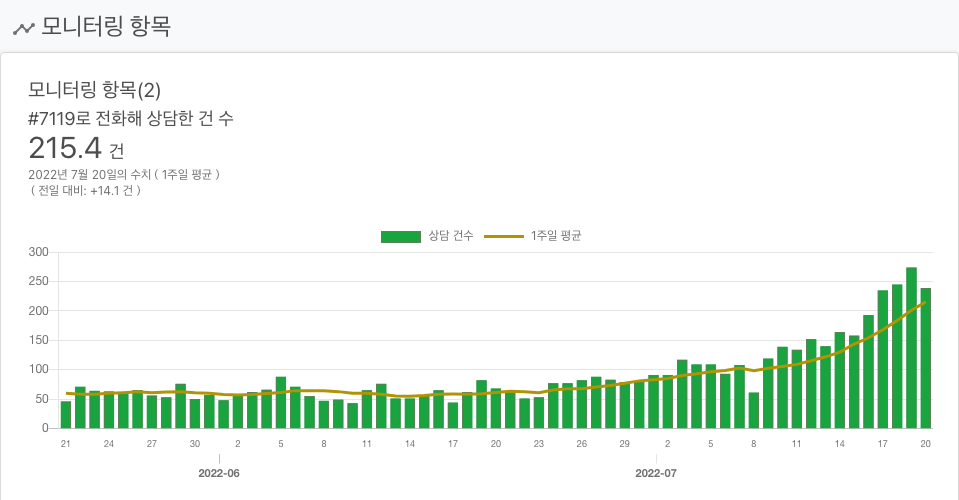 모니터링 항목
모니터링 항목(2)
#7119로 전화해 상담한 건 수
215.4 건
2022년 7월 20일의 수치 ( 1주일 평균 )
( 전일 대비: +14.1 건 )
상담 건수 1주일 평균
300
250
200
150
100
50
0
21 24 27 30 2 5 8 11 14 17 20 23 26 29 2 5 8 11 14 17 20
2022-06 2022-07